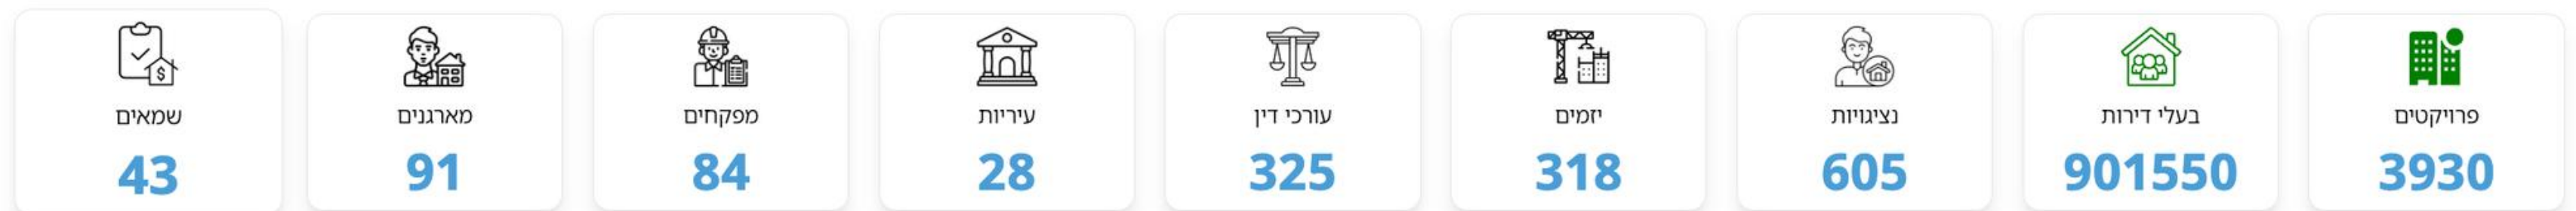 פרויקטים
3930
בעלי דירות
901550
נציגויות
605
יזמים
318
עורכי דין
325
עיריות
28
מפקחים
84
מארגנים
91
שמאים
43